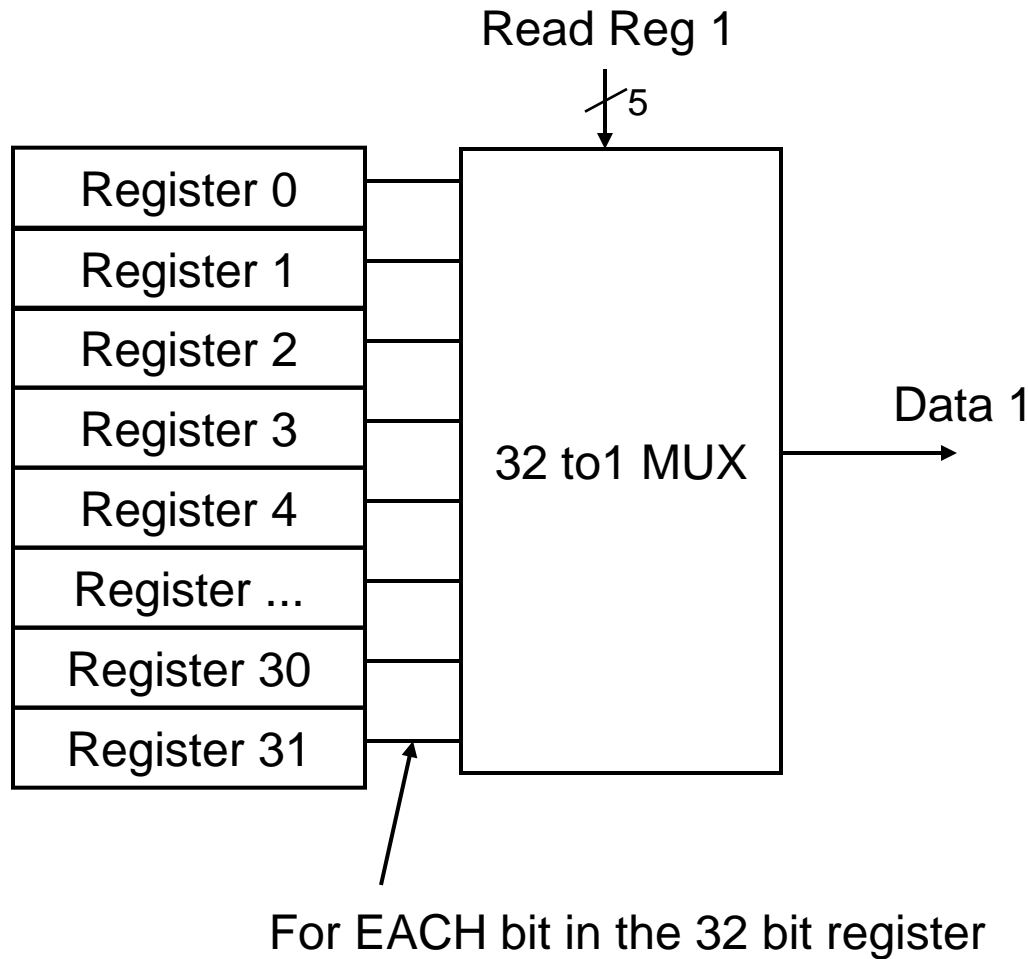 Read Reg 1
5
Register 0
Register 1
Register 2
Register 3
Register 4
Register ...
Register 30
Register 31
32 to1 MUX
Data 1
For EACH bit in the 32 bit register